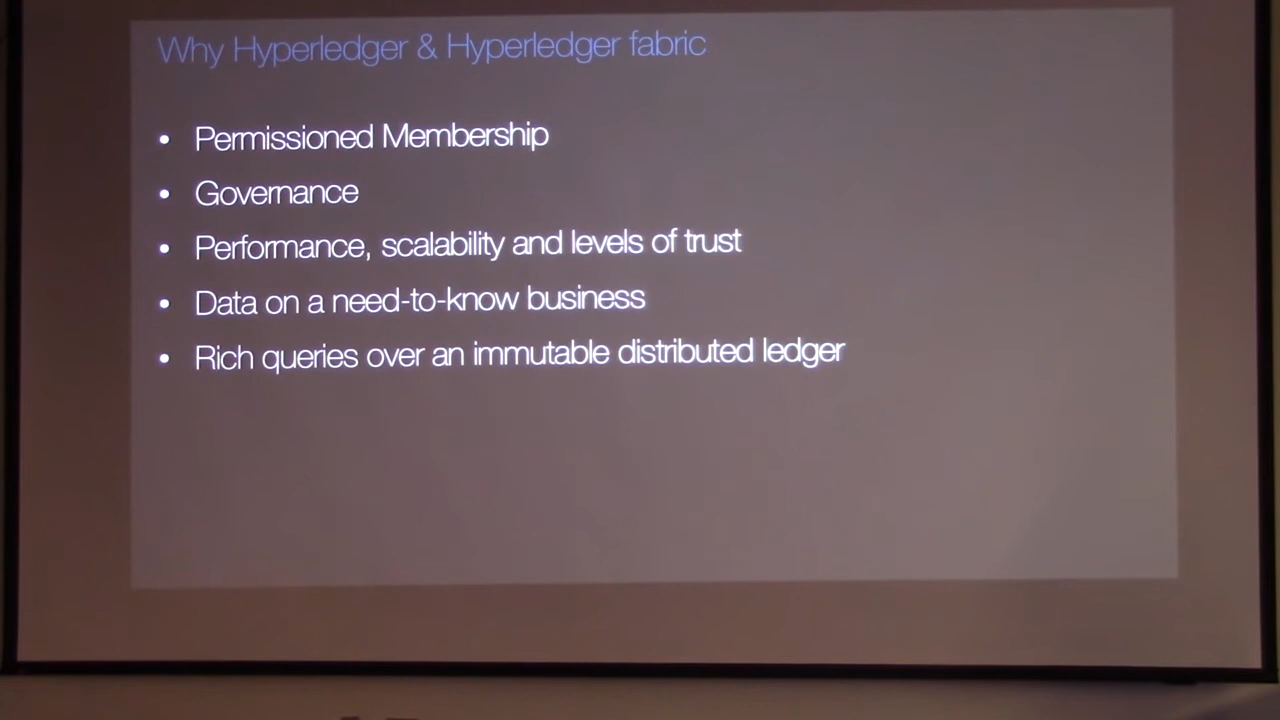 Why Hyperledger & Hyperledger fabric
• Permissioned Membership
• Governance
• Performance, scalability and levels of trust
• Data on a need-to-know business
• Rich queries over an immutable distributed ledger